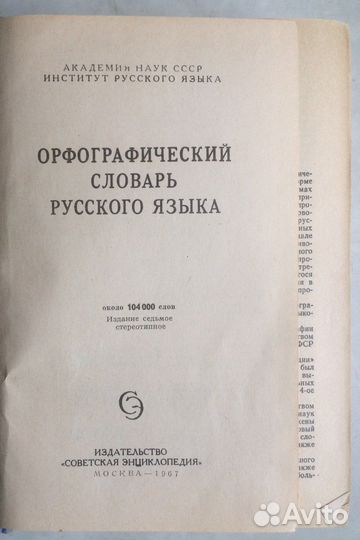 АКАДЕМИЯ НАУК СССР
ИНСТИТУТ РУССКОГО ЯЗЫКА
ОРФОГРАФИЧЕСКИЙ
СЛОВАРЬ
РУССКОГО ЯЗЫКА
около 104 000 слов
Издание седьмое
стереотипное
СЭ
ИЗДАТЕЛЬСТВО
«СОВЕТСКАЯ ЭНЦИКЛОПЕДИЯ»
МОСКВА—1967
Avito